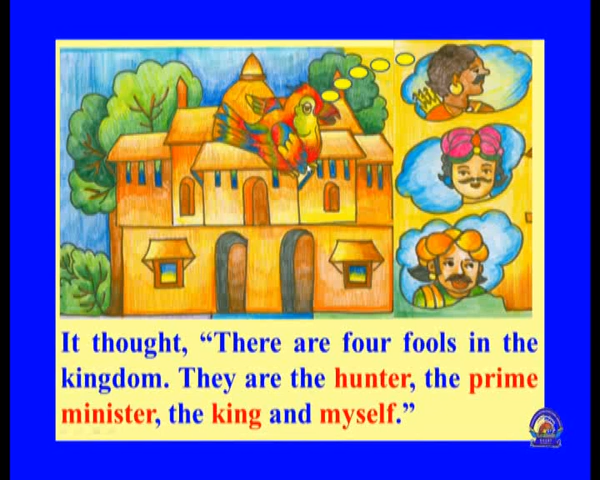 It thought, “There are four fools in the
kingdom. They are the hunter, the prime
minister, the king and myself.”